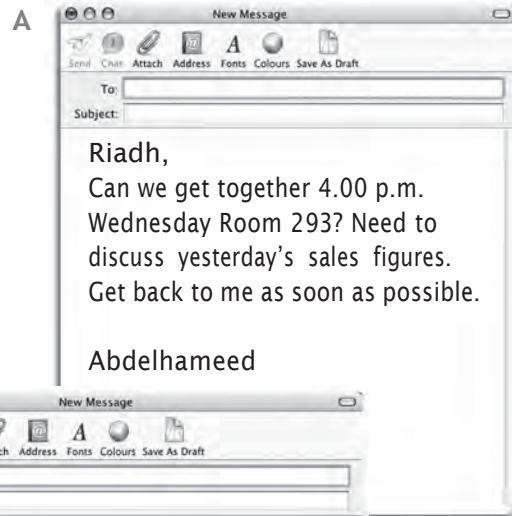 A
New Message
Send Chat Attach Address Fonts Colours Save As Draft
To:
Subject:
Riadh,
Can we get together 4.00 p.m.
Wednesday Room 293? Need to
discuss yesterday's sales figures.
Get back to me as soon as possible.
Abdelhameed
New Message
Address Fonts Colours Save As Draft